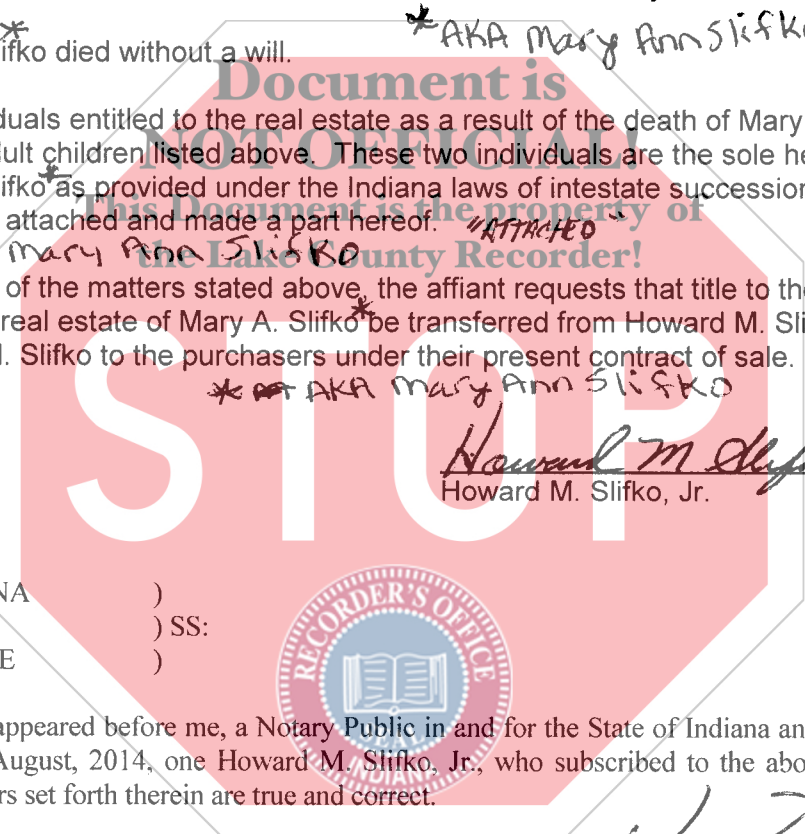 * *AKA Mary Ann Slifko
ifko died without a will.
Document is
duals entitled to the real estate as a result of the death of Mary
NOT OFFICIAL!
ult children listed above. These two individuals are the sole he
ifko* as provided under the Indiana laws of intestate succession
This Document is the property of
attached and made a part hereof. "ATTACHED"
Mary Ann Slifko
the Lake County Recorder!
of the matters stated above, the affiant requests that title to the
real estate of Mary A. Slifko* be transferred from Howard M. Sli
. Slifko to the purchasers under their present contract of sale.
* AKA Mary Ann Slifko
STOP
Howard M Slif
Howard M. Slifko, Jr.
NA )
) SS:
E )
RECORDER'S OFFICE
INDIANA
appeared before me, a Notary Public in and for the State of Indiana an
August, 2014, one Howard M. Slifko, Jr., who subscribed to the abo
rs set forth therein are true and correct.